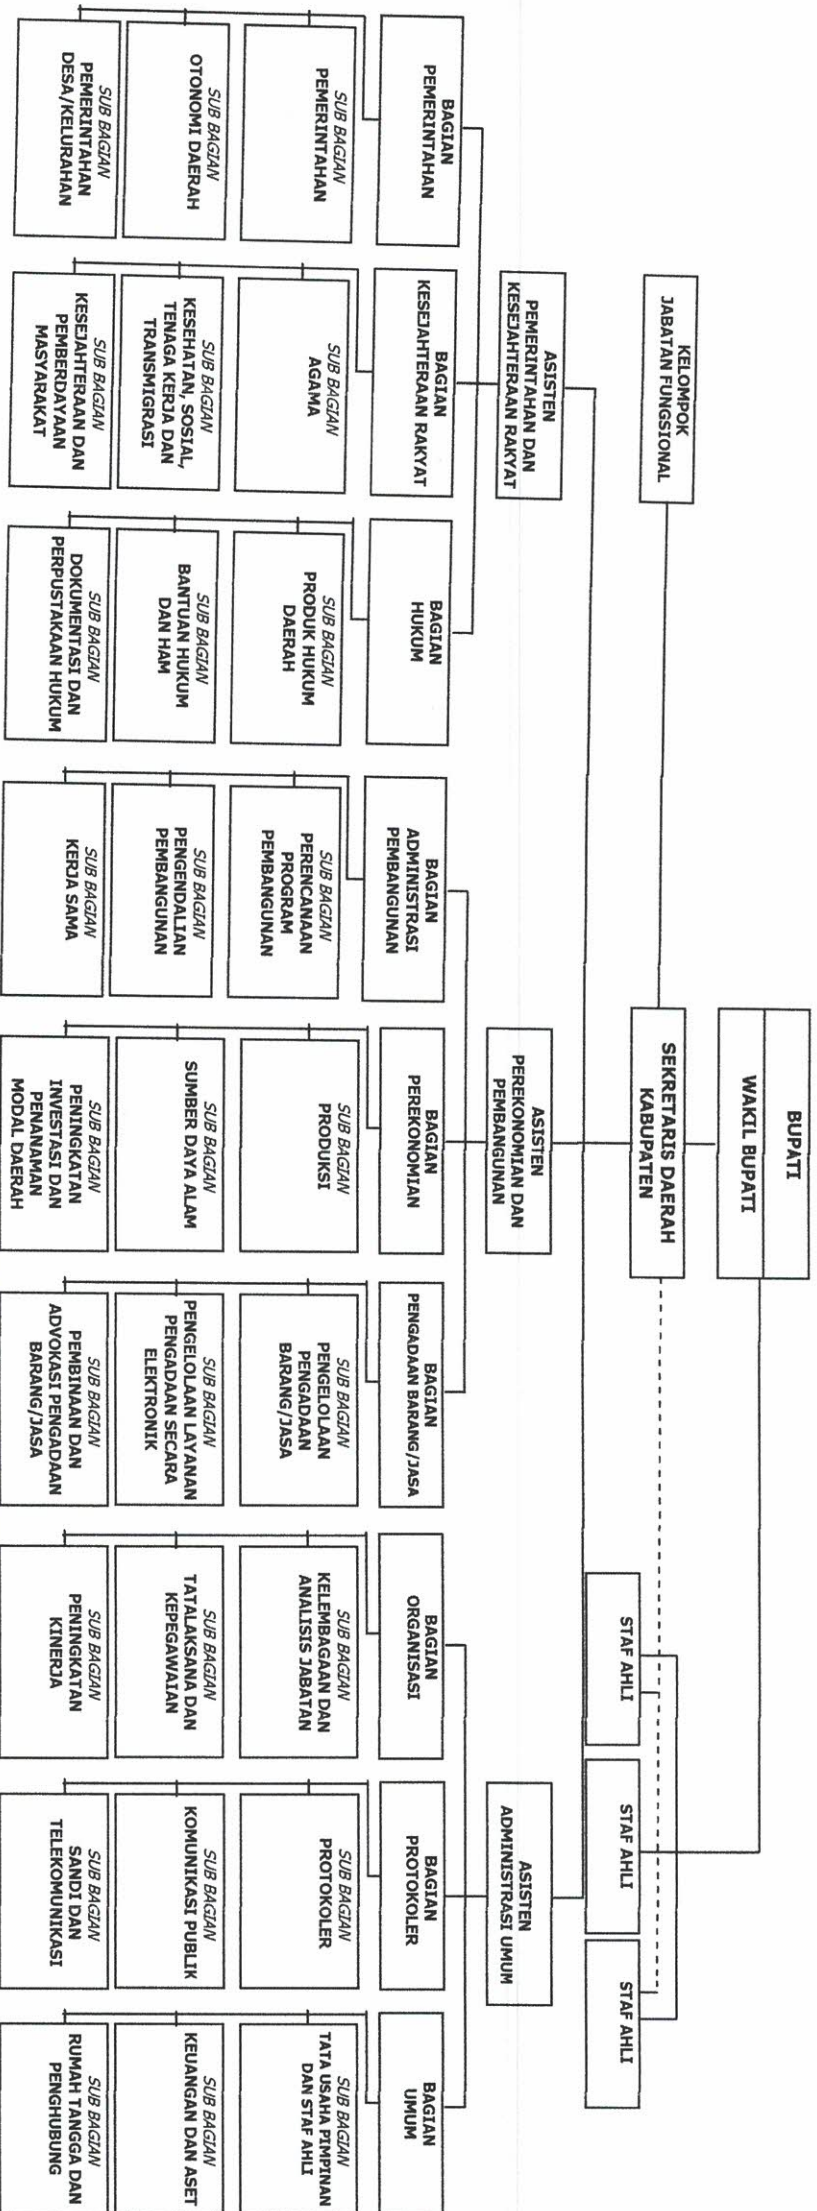 BUPATI
WAKIL BUPATI
SEKRETARIS DAERAH
KABUPATEN
KELOMPOK
JABATAN FUNGSIONAL
STAF AHLI
STAF AHLI
STAF AHLI
ASISTEN
PEMERINTAHAN DAN
KESEJAHTERAAN RAKYAT
ASISTEN
PEREKONOMIAN DAN
PEMBANGUNAN
ASISTEN
ADMINISTRASI UMUM
BAGIAN
PEMERINTAHAN
SUB BAGIAN
PEMERINTAHAN
SUB BAGIAN
OTONOMI DAERAH
SUB BAGIAN
PEMERINTAHAN
DESA/KELURAHAN
BAGIAN
KESEJAHTERAAN RAKYAT
SUB BAGIAN
AGAMA
SUB BAGIAN
KESEHATAN, SOSIAL,
TENAGA KERJA DAN
TRANSMIGRASI
SUB BAGIAN
KESEJAHTERAAN DAN
PEMBERDAYAAN
MASYARAKAT
BAGIAN
HUKUM
SUB BAGIAN
PRODUK HUKUM
DAERAH
SUB BAGIAN
BANTUAN HUKUM
DAN HAM
SUB BAGIAN
DOKUMENTASI DAN
PERPUSTAKAAN HUKUM
BAGIAN
ADMINISTRASI
PEMBANGUNAN
SUB BAGIAN
PERENCANAAN
PROGRAM
PEMBANGUNAN
SUB BAGIAN
PENGENDALIAN
PEMBANGUNAN
SUB BAGIAN
KERJA SAMA
BAGIAN
PEREKONOMIAN
SUB BAGIAN
PRODUKSI
SUB BAGIAN
SUMBER DAYA ALAM
SUB BAGIAN
PENINGKATAN
INVESTASI DAN
PENANAMAN
MODAL DAERAH
BAGIAN
PENGADAAN BARANG/JASA
SUB BAGIAN
PENGELOLAAN
PENGADAAN
BARANG/JASA
SUB BAGIAN
PENGELOLAAN LAYANAN
PENGADAAN SECARA
ELEKTRONIK
SUB BAGIAN
PEMBINAAN DAN
ADVOKASI PENGADAAN
BARANG/JASA
BAGIAN
ORGANISASI
SUB BAGIAN
KELEMBAGAAN DAN
ANALISIS JABATAN
SUB BAGIAN
TATALAKSANA DAN
KEPEGAWAIAN
SUB BAGIAN
PENINGKATAN
KINERJA
BAGIAN
PROTOKOLER
SUB BAGIAN
PROTOKOLER
SUB BAGIAN
KOMUNIKASI PUBLIK
SUB BAGIAN
SANDI DAN
TELEKOMUNIKASI
BAGIAN
UMUM
SUB BAGIAN
TATA USAHA PIMPINAN
DAN STAF AHLI
SUB BAGIAN
KEUANGAN DAN ASET
SUB BAGIAN
RUMAH TANGGA DAN
PENGHUBUNG